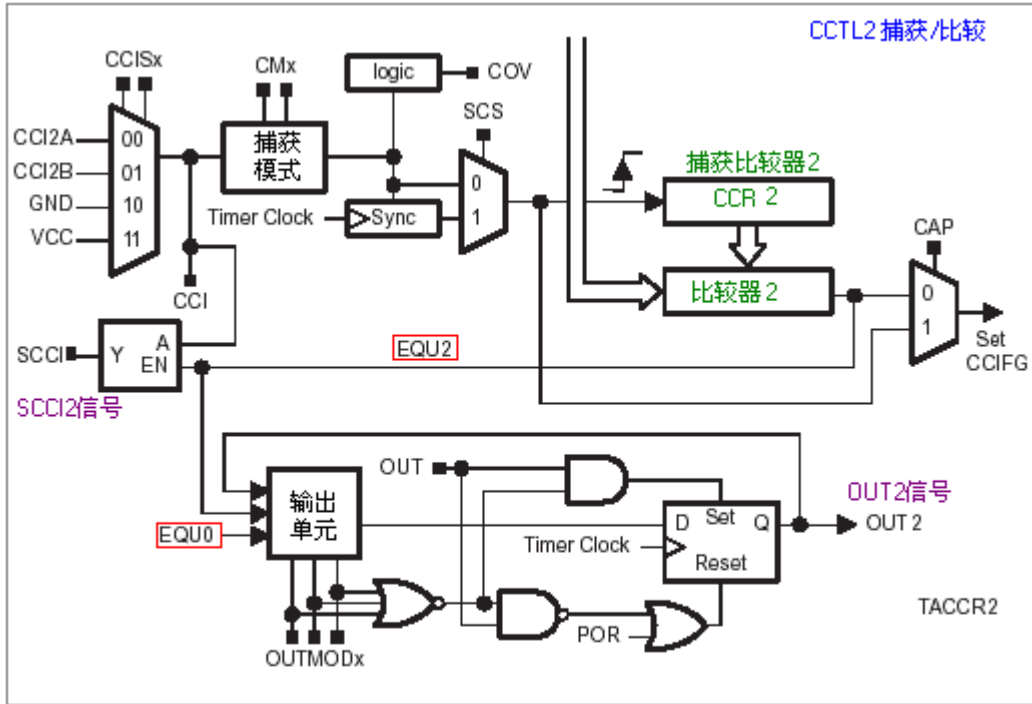 CCTL2 捕获/比较
CCISx
CMx
logic
COV
SCS
CCI2A
CCI2B
GND
VCC
00
01
10
11
捕获
模式
0
1
Timer Clock
Sync
捕获比较器2
CCR 2
比较器2
CAP
0
1
Set
CCIFG
CCI
SCCI
Y
A
EN
EQU2
SCCI2信号
OUT
输出
单元
EQU0
OUT2信号
D
Set
Q
OUT 2
Timer Clock
Reset
POR
OUTMODx
TACCR2